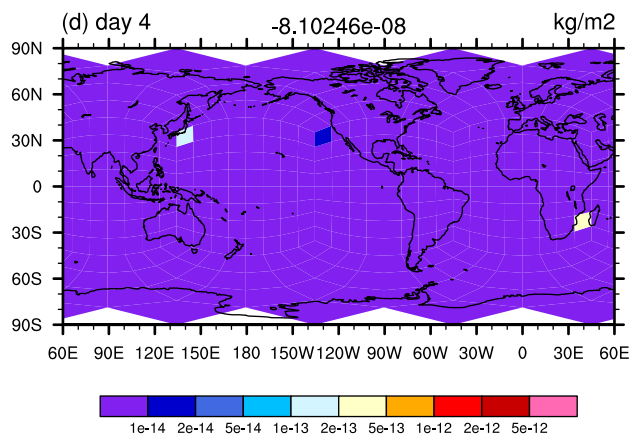 (d) day 4 -8.10246e-08 kg/m2
90N
60N
30N
0
30S
60S
90S
60E 90E 120E 150E 180E 150W 120W 90W 60W 30W 0 30E 60E
1e-14 2e-14 5e-14 1e-13 2e-13 5e-13 1e-12 2e-12 5e-12